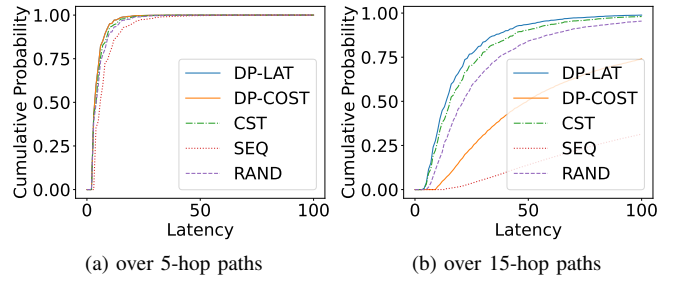 Cumulative Probability
1.00
0.75
0.50
0.25
0.00
DP-LAT
DP-COST
CST
SEQ
RAND
0 50 100
Latency
(a) over 5-hop paths
Cumulative Probability
1.00
0.75
0.50
0.25
0.00
DP-LAT
DP-COST
CST
SEQ
RAND
0 50 100
Latency
(b) over 15-hop paths